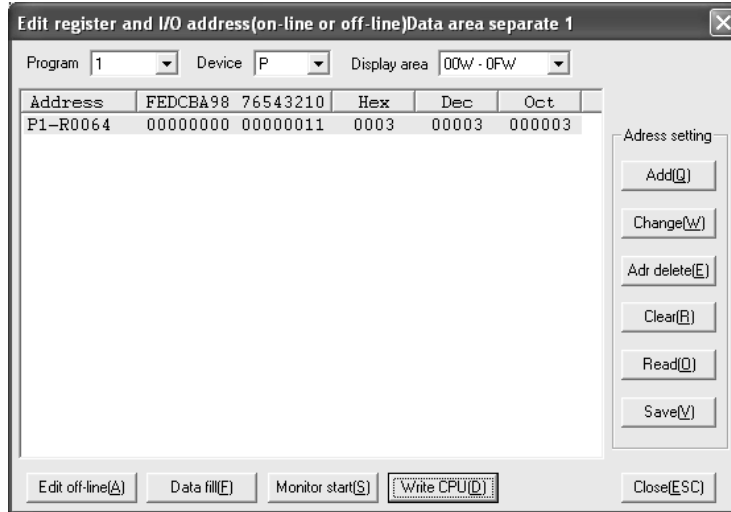 Edit register and I/O address(on-line or off-line)Data area separate 1
Program 1 Device P Display area 00W - 0FW
Address FEDCBA98 76543210 Hex Dec Oct
P1-R0064 00000000 00000011 0003 00003 000003
Adress setting
Add(Q)
Change(W)
Adr delete(E)
Clear(R)
Read(O)
Save(V)
Edit off-line(A) Data fill(F) Monitor start(S) Write CPU(D) Close(ESC)